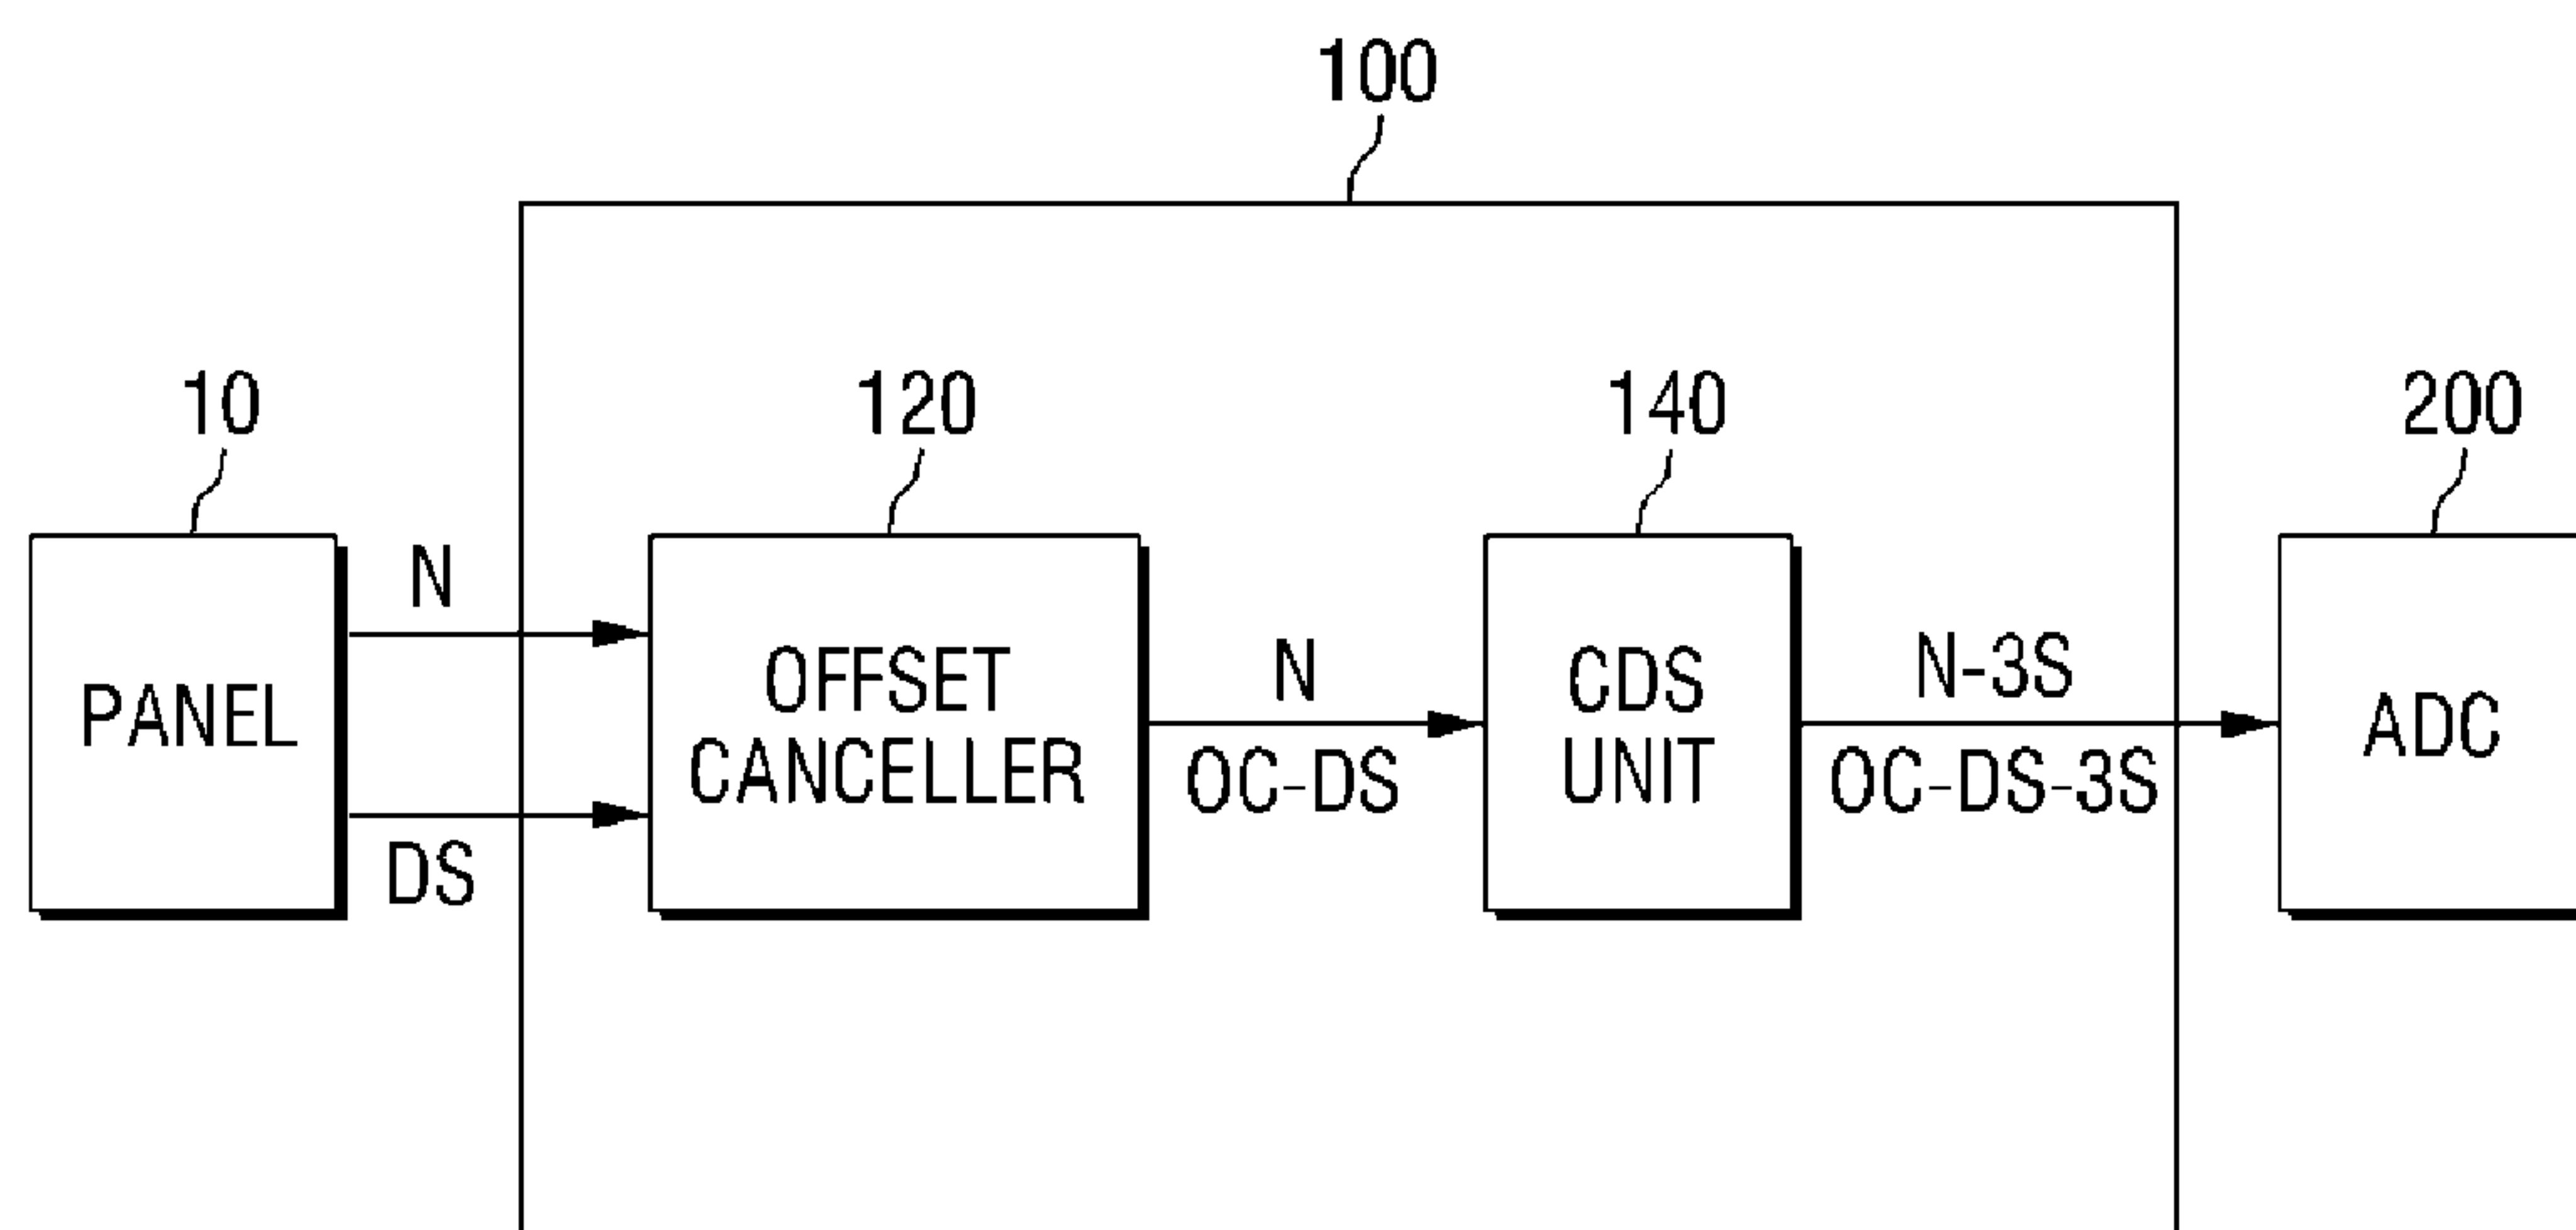 100
10
120
140
200
N
PANEL
DS
OFFSET
CANCELLER
N
OC-DS
CDS
UNIT
N-3S
OC-DS-3S
ADC